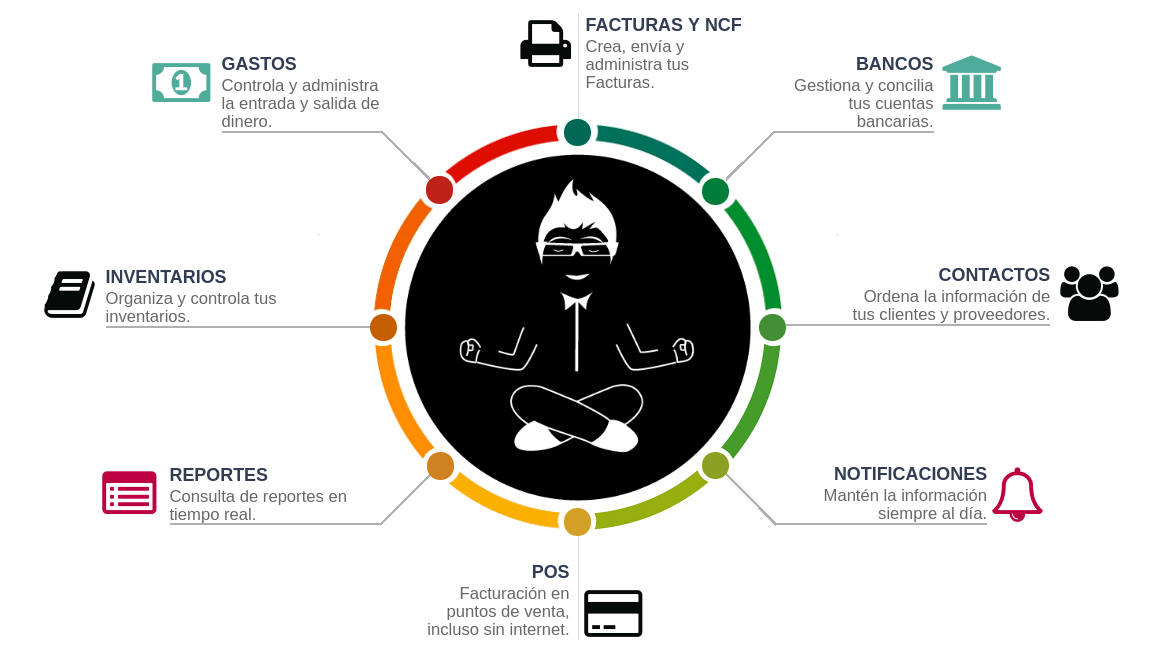 FACTURAS Y NCF
Crea, envía y
administra tus
Facturas.
GASTOS
Controla y administra
la entrada y salida de
dinero.
1
BANCOS
Gestiona y concilia
tus cuentas
bancarias.
INVENTARIOS
Organiza y controla tus
inventarios.
CONTACTOS
Ordena la información de
tus clientes y proveedores.
REPORTES
Consulta de reportes en
tiempo real.
NOTIFICACIONES
Mantén la información
siempre al día.
POS
Facturación en
puntos de venta,
incluso sin internet.